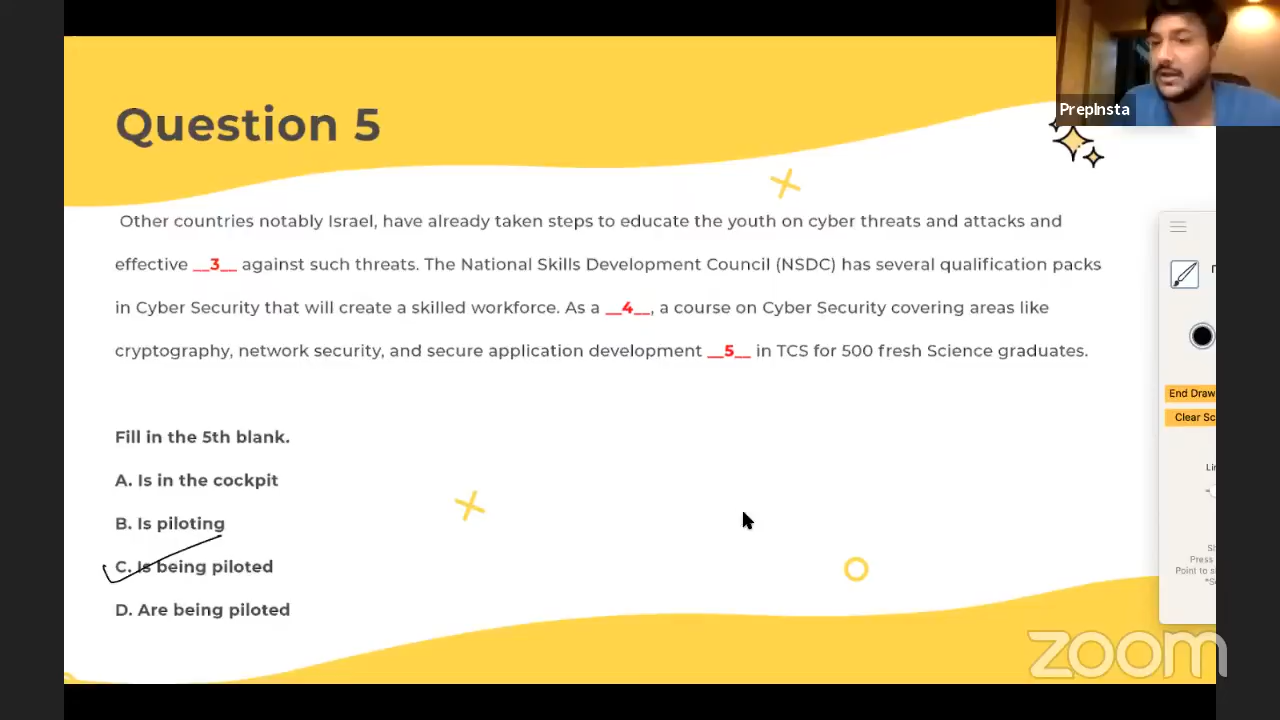 PrepInsta
Question 5
Other countries notably Israel, have already taken steps to educate the youth on cyber threats and attacks and
effective __3__ against such threats. The National Skills Development Council (NSDC) has several qualification packs
in Cyber Security that will create a skilled workforce. As a __4__, a course on Cyber Security covering areas like
cryptography, network security, and secure application development __5__ in TCS for 500 fresh Science graduates.
Fill in the 5th blank.
A. Is in the cockpit
B. Is piloting
C. Is being piloted
D. Are being piloted
End Draw
Clear Sc
Press
Point to s
zoom